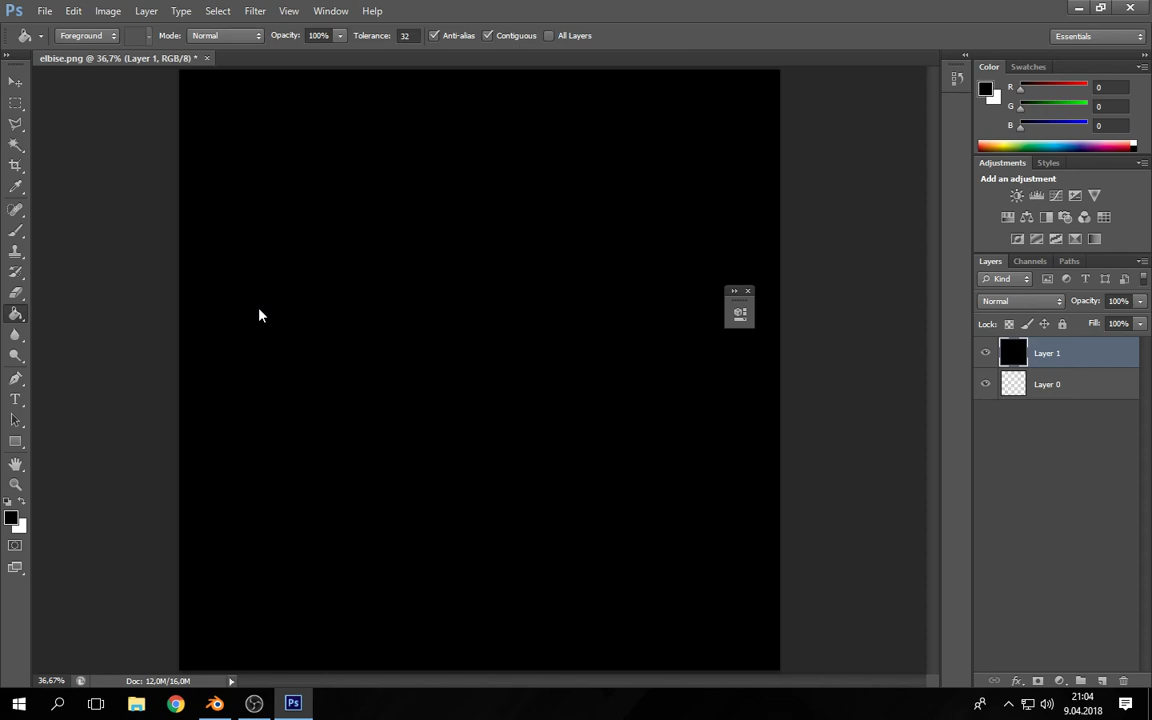 Ps File Edit Image Layer Type Select Filter View Window Help
Foreground Mode: Normal Opacity: 100% Tolerance: 32 Anti-alias Contiguous All Layers Essentials
elbise.png @ 36,7% (Layer 1, RGB/8) * ×
Color Swatches
R 0
G 0
B 0
Adjustments Styles
Add an adjustment
Layers Channels Paths
Kind T
Normal Opacity: 100%
Lock: Fill: 100%
Layer 1
Layer 0
T
36,67% Doc: 12,0M/16,0M
fx
Ps
21:04
9.04.2018